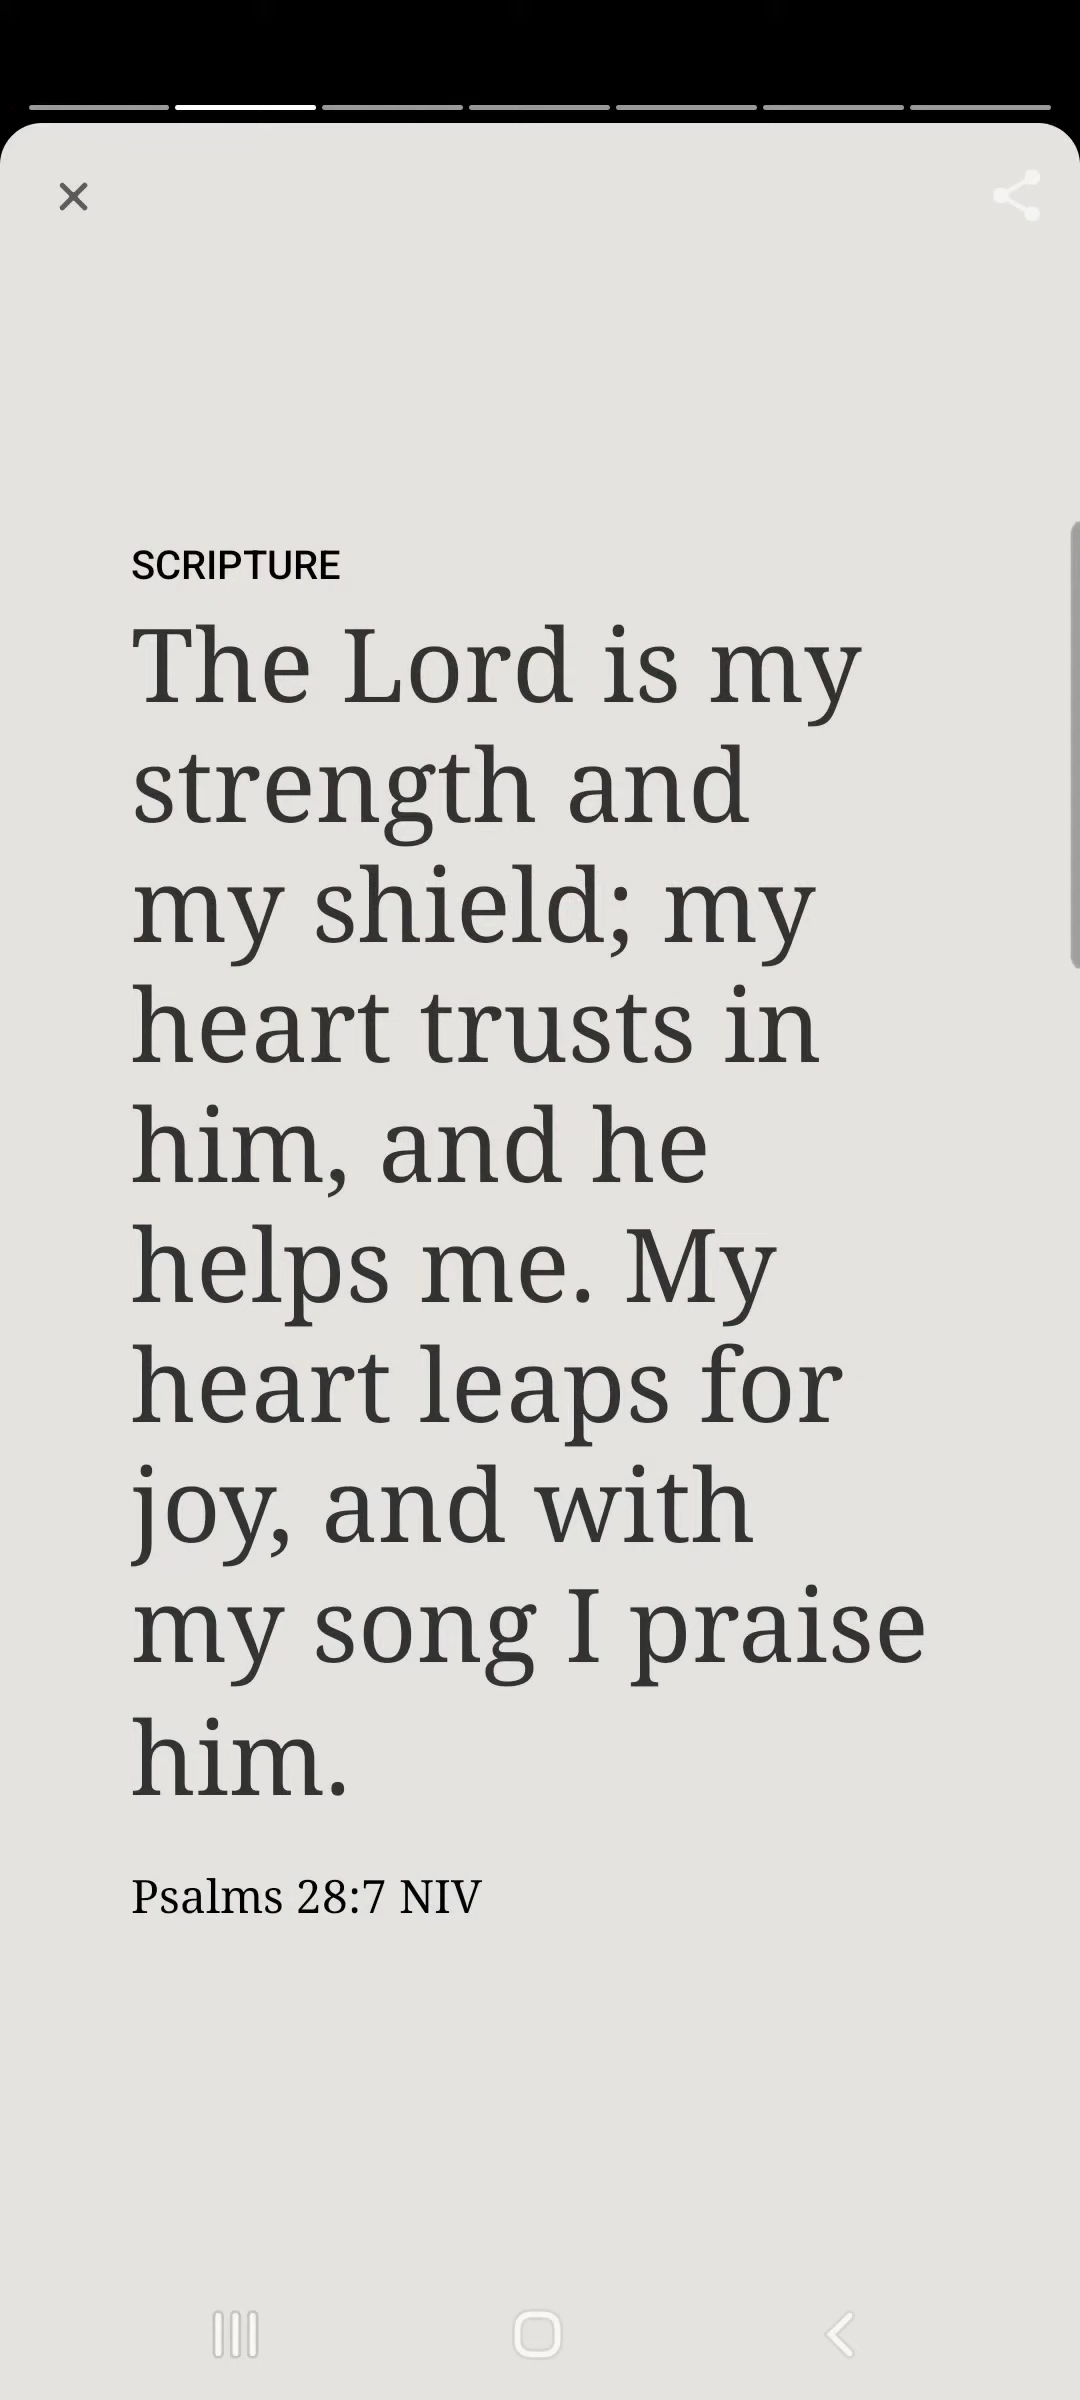 SCRIPTURE
The Lord is my
strength and
my shield; my
heart trusts in
him, and he
helps me. My
heart leaps for
joy, and with
my song I praise
him.
Psalms 28:7 NIV